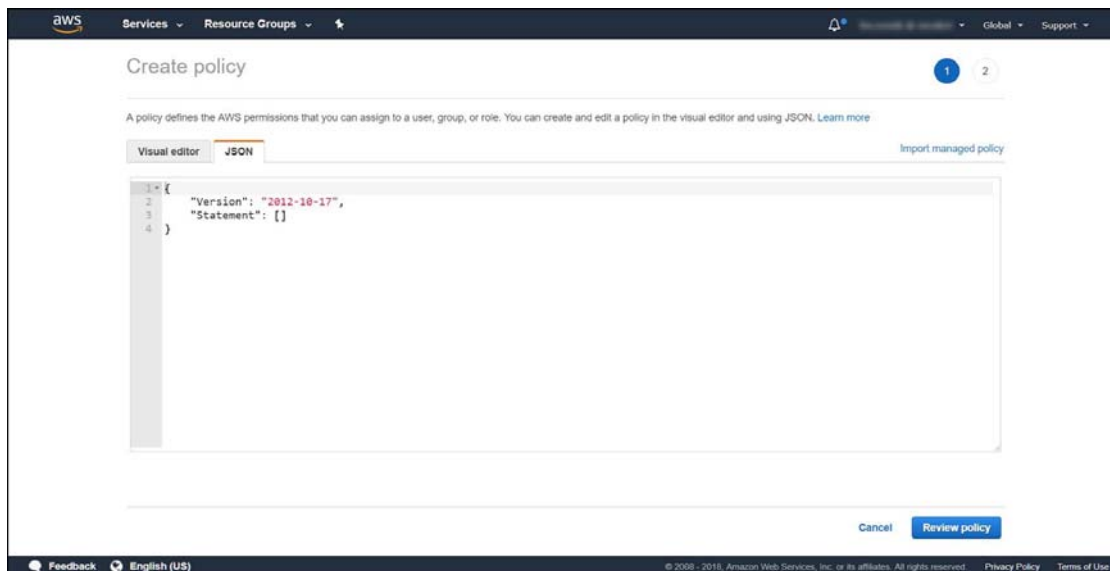 aws Services Resource Groups Global Support
Create policy 1 2
A policy defines the AWS permissions that you can assign to a user, group, or role. You can create and edit a policy in the visual editor and using JSON. Learn more
Visual editor JSON Import managed policy
1 {
2 "Version": "2012-10-17",
3 "Statement": []
4 }
Cancel Review policy
Feedback English (US) © 2008 - 2018, Amazon Web Services, Inc. or its affiliates. All rights reserved. Privacy Policy Terms of Use